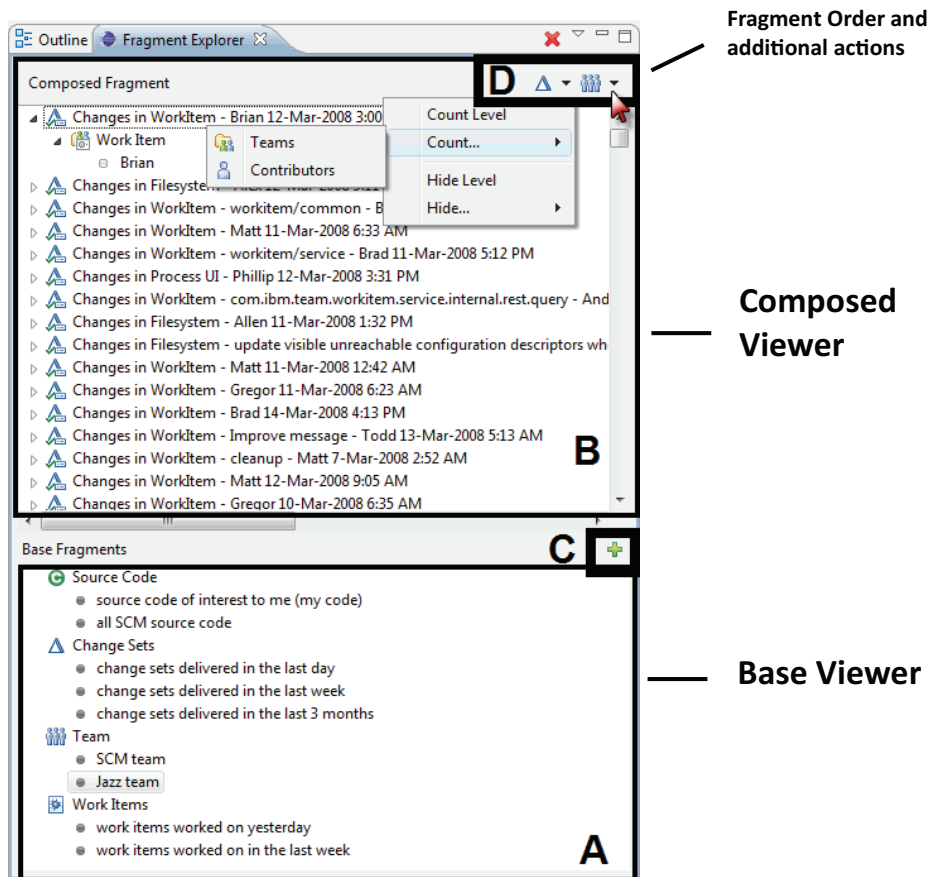 Fragment Order and
additional actions
Outline
Fragment Explorer
Composed Fragment
D
Changes in WorkItem - Brian 12-Mar-2008 3:00
Count Level
Work Item
Teams
Count...
Brian
Contributors
Changes in Filesystem
Hide Level
Changes in WorkItem - workitem/common - B
Hide...
Changes in WorkItem - Matt 11-Mar-2008 6:33 AM
Changes in WorkItem - workitem/service - Brad 11-Mar-2008 5:12 PM
Changes in Process UI - Phillip 12-Mar-2008 3:31 PM
Changes in WorkItem - com.ibm.team.workitem.service.internal.rest.query - And
Changes in Filesystem - Allen 11-Mar-2008 1:32 PM
Changes in Filesystem - update visible unreachable configuration descriptors wh
Changes in WorkItem - Matt 11-Mar-2008 12:42 AM
Changes in WorkItem - Gregor 11-Mar-2008 6:23 AM
Changes in WorkItem - Brad 14-Mar-2008 4:13 PM
Changes in WorkItem - Improve message - Todd 13-Mar-2008 5:13 AM
Changes in WorkItem - cleanup - Matt 7-Mar-2008 2:52 AM
B
Changes in WorkItem - Matt 12-Mar-2008 9:05 AM
Changes in WorkItem - Gregor 10-Mar-2008 6:35 AM
Composed
Viewer
Base Fragments
C
Source Code
source code of interest to me (my code)
all SCM source code
Change Sets
change sets delivered in the last day
change sets delivered in the last week
change sets delivered in the last 3 months
Team
SCM team
Jazz team
Work Items
work items worked on yesterday
work items worked on in the last week
A
Base Viewer